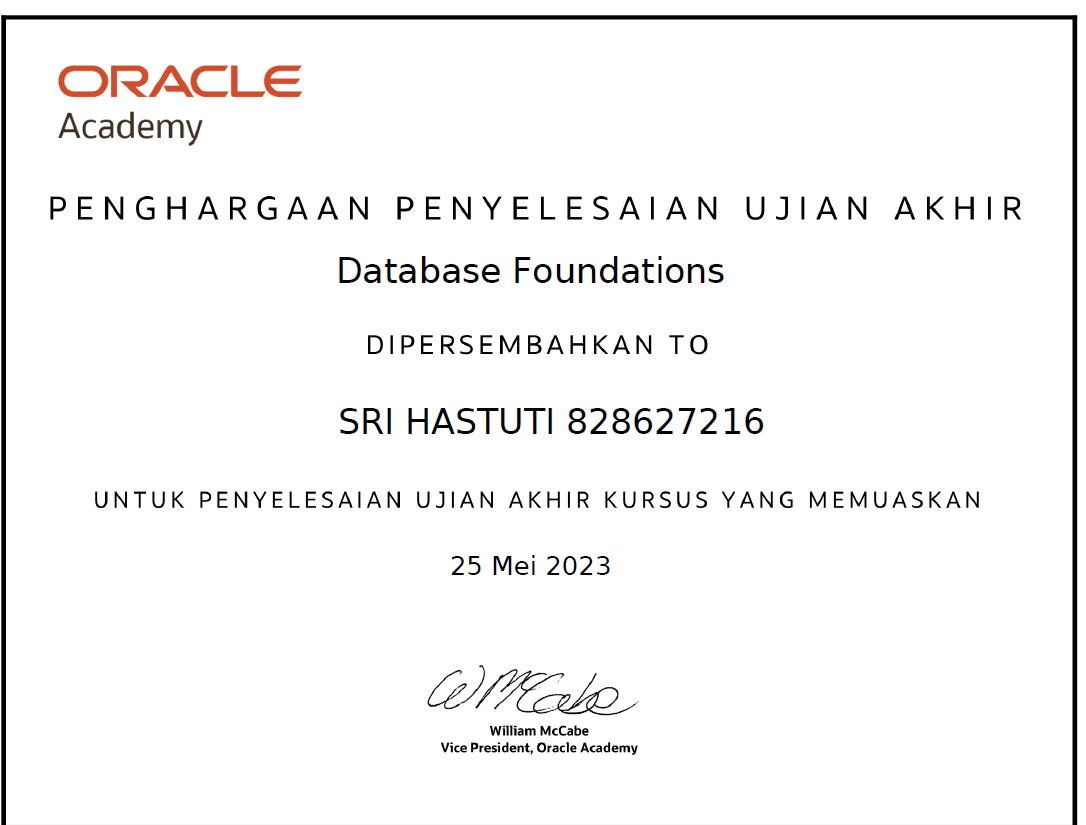 ORACLE
Academy
PENGHARGAAN PENYELESAIAN UJIAN AKHIR
Database Foundations
DIPERSEMBAHKAN TO
SRI HASTUTI 828627216
UNTUK PENYELESAIAN UJIAN AKHIR KURSUS YANG MEMUASKAN
25 Mei 2023
WMcCabe
William McCabe
Vice President, Oracle Academy